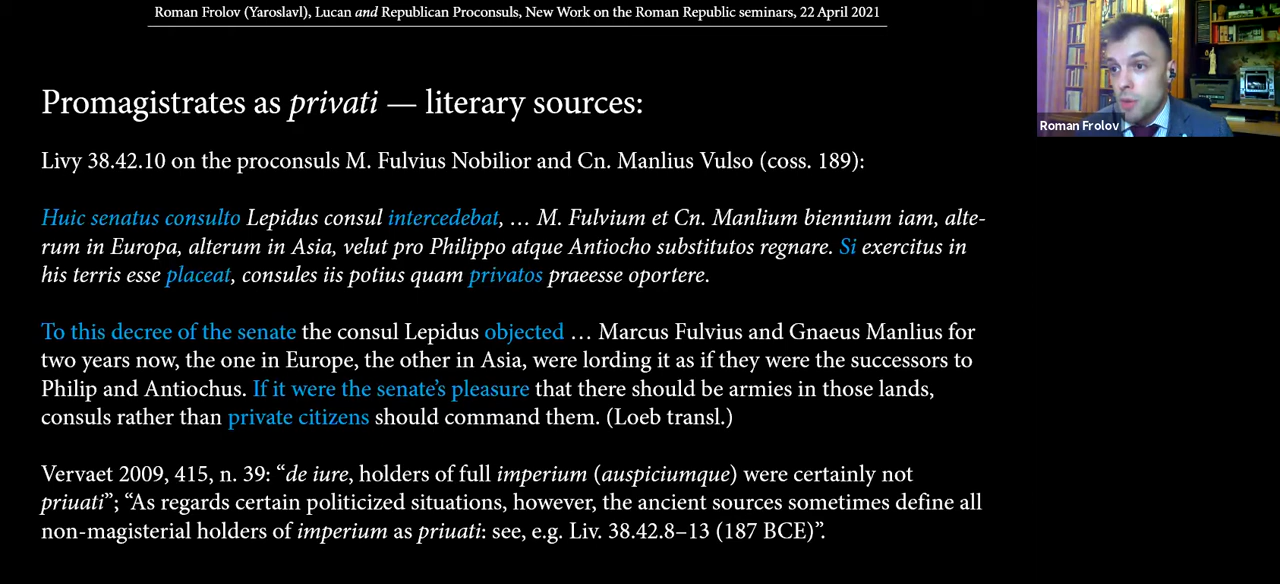 Roman Frolov (Yaroslavl), Lucan and Republican Proconsuls, New Work on the Roman Republic seminars, 22 April 2021
Promagistrates as privati — literary sources:
Livy 38.42.10 on the proconsuls M. Fulvius Nobilior and Cn. Manlius Vulso (coss. 189):
Huic senatus consulto Lepidus consul intercedebat, … M. Fulvium et Cn. Manlium biennium iam, alte-
rum in Europa, alterum in Asia, velut pro Philippo atque Antiocho substitutos regnare. Si exercitus in
his terris esse placeat, consules iis potius quam privatos praeesse oportere.
To this decree of the senate the consul Lepidus objected … Marcus Fulvius and Gnaeus Manlius for
two years now, the one in Europe, the other in Asia, were lording it as if they were the successors to
Philip and Antiochus. If it were the senate’s pleasure that there should be armies in those lands,
consuls rather than private citizens should command them. (Loeb transl.)
Vervaet 2009, 415, n. 39: “de iure, holders of full imperium (auspiciumque) were certainly not
priuati”; “As regards certain politicized situations, however, the ancient sources sometimes define all
non-magisterial holders of imperium as priuati: see, e.g. Liv. 38.42.8–13 (187 BCE)”.
Roman Frolov